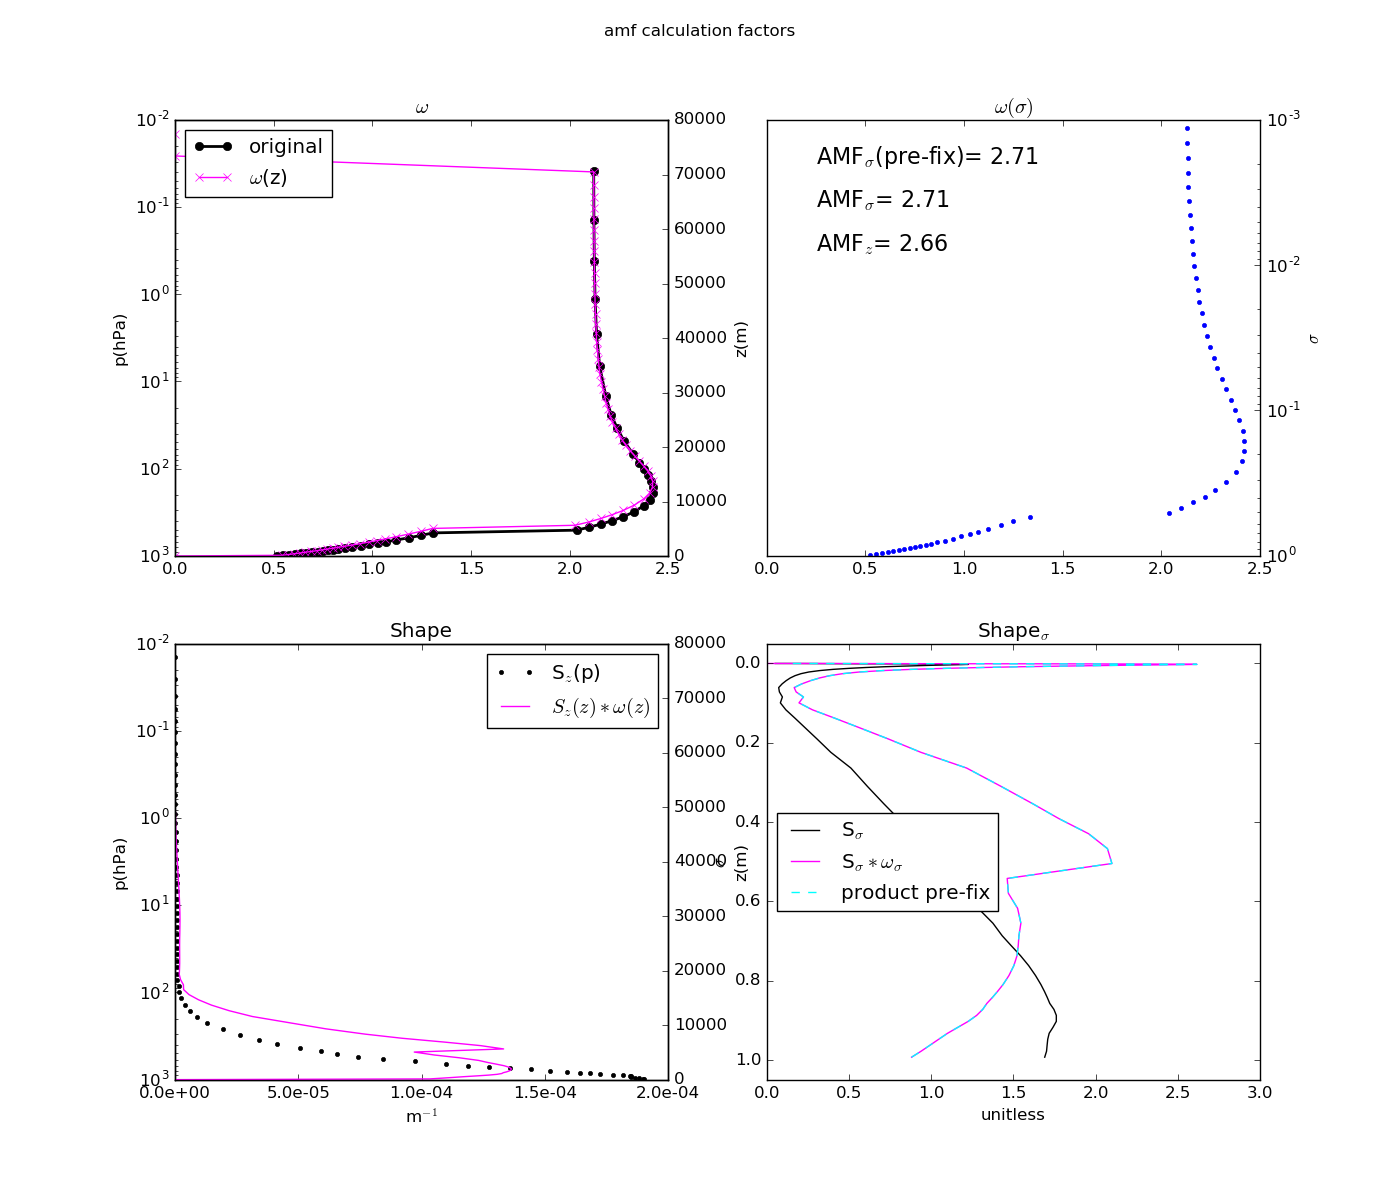 amf calculation factors
ω
10^-2
10^-1
10^0
10^1
10^2
10^3
p(hPa)
original
ω(z)
80000
70000
60000
50000
40000
30000
20000
10000
0
z(m)
0.0 0.5 1.0 1.5 2.0 2.5
ω(σ)
AMF_σ(pre-fix)= 2.71
AMF_σ= 2.71
AMF_z= 2.66
10^-3
10^-2
10^-1
10^0
σ
0.0 0.5 1.0 1.5 2.0 2.5
Shape
10^-2
10^-1
10^0
10^1
10^2
10^3
p(hPa)
S_z(p)
S_z(z) ∗ ω(z)
80000
70000
60000
50000
40000
30000
20000
10000
0
z(m)
0.0e+00 5.0e-05 1.0e-04 1.5e-04 2.0e-04
m^−1
Shape_σ
0.0
0.2
0.4
0.6
0.8
1.0
σ
S_σ
S_σ ∗ ω_σ
product pre-fix
0.0 0.5 1.0 1.5 2.0 2.5 3.0
unitless